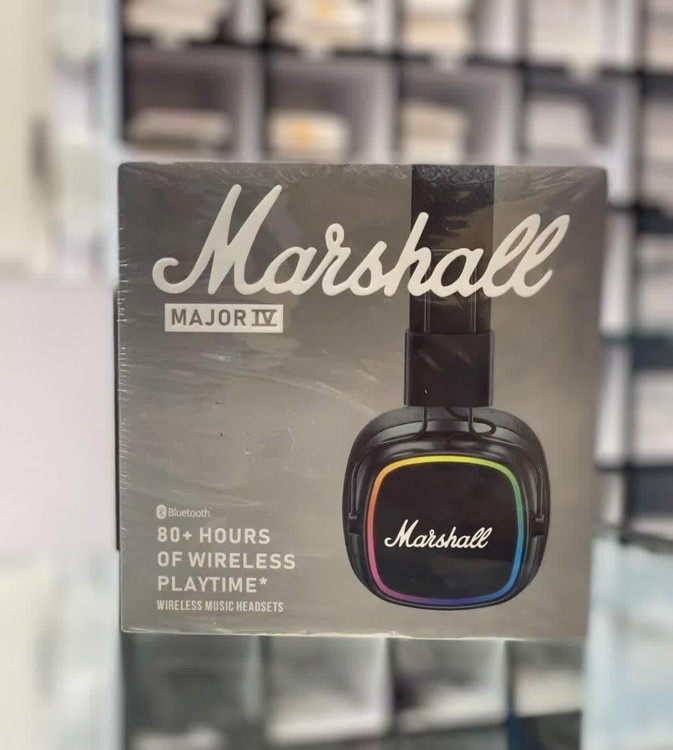 Marshall
MAJOR IV
Marshall
Bluetooth
80+ HOURS
OF WIRELESS
PLAYTIME*
WIRELESS MUSIC HEADSETS